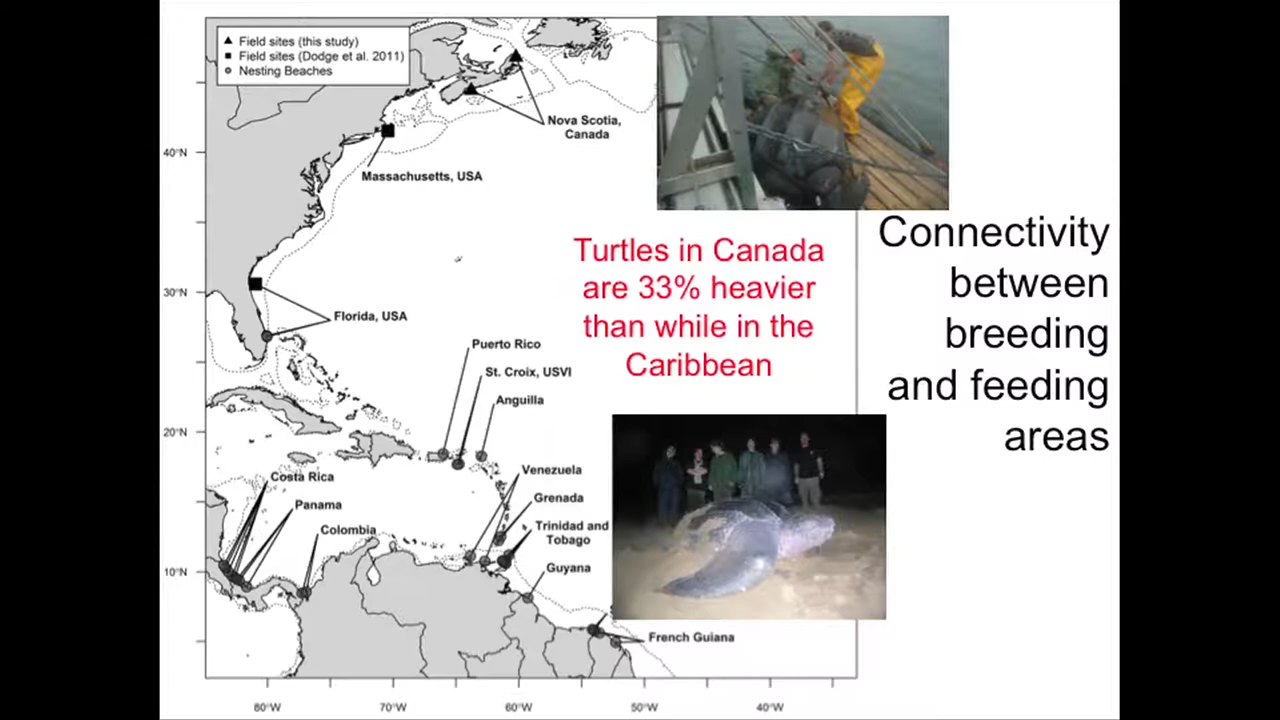 Field sites (this study)
Field sites (Dodge et al. 2011)
Nesting Beaches
Nova Scotia,
Canada
40°N
Massachusetts, USA
Connectivity
between
breeding
and feeding
areas
Turtles in Canada
are 33% heavier
than while in the
Caribbean
30°N
Florida, USA
Puerto Rico
St. Croix, USVI
Anguilla
20°N
Venezuela
Costa Rica
Grenada
Panama
Trinidad and
Tobago
Colombia
10°N
Guyana
French Guiana
80°W
70°W
60°W
50°W
40°W